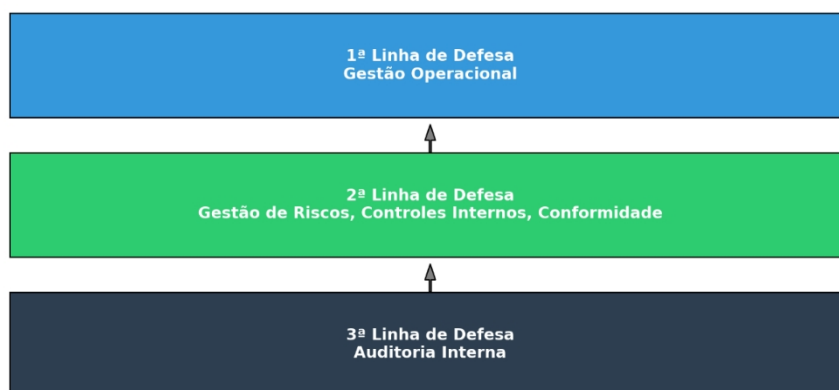 1ª Linha de Defesa
Gestão Operacional
2ª Linha de Defesa
Gestão de Riscos, Controles Internos, Conformidade
3ª Linha de Defesa
Auditoria Interna